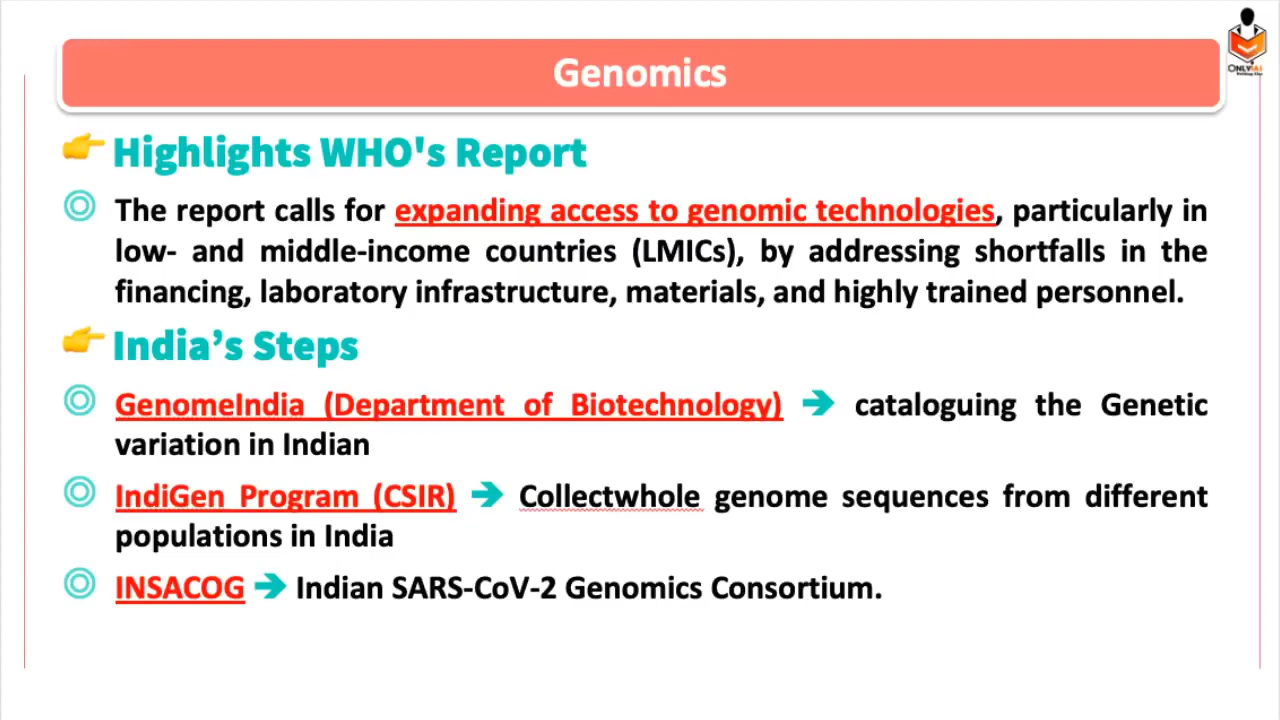 Genomics
ONLYIAS
Highlights WHO's Report
The report calls for expanding access to genomic technologies, particularly in
low- and middle-income countries (LMICs), by addressing shortfalls in the
financing, laboratory infrastructure, materials, and highly trained personnel.
India’s Steps
GenomeIndia (Department of Biotechnology) ➔ cataloguing the Genetic
variation in Indian
IndiGen Program (CSIR) ➔ Collectwhole genome sequences from different
populations in India
INSACOG ➔ Indian SARS-CoV-2 Genomics Consortium.